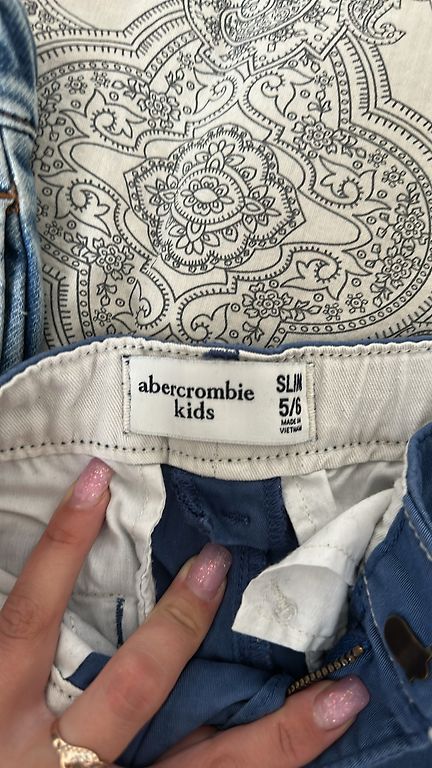 abercrombie
kids
SLIM
5/6
MADE IN
VIETNAM